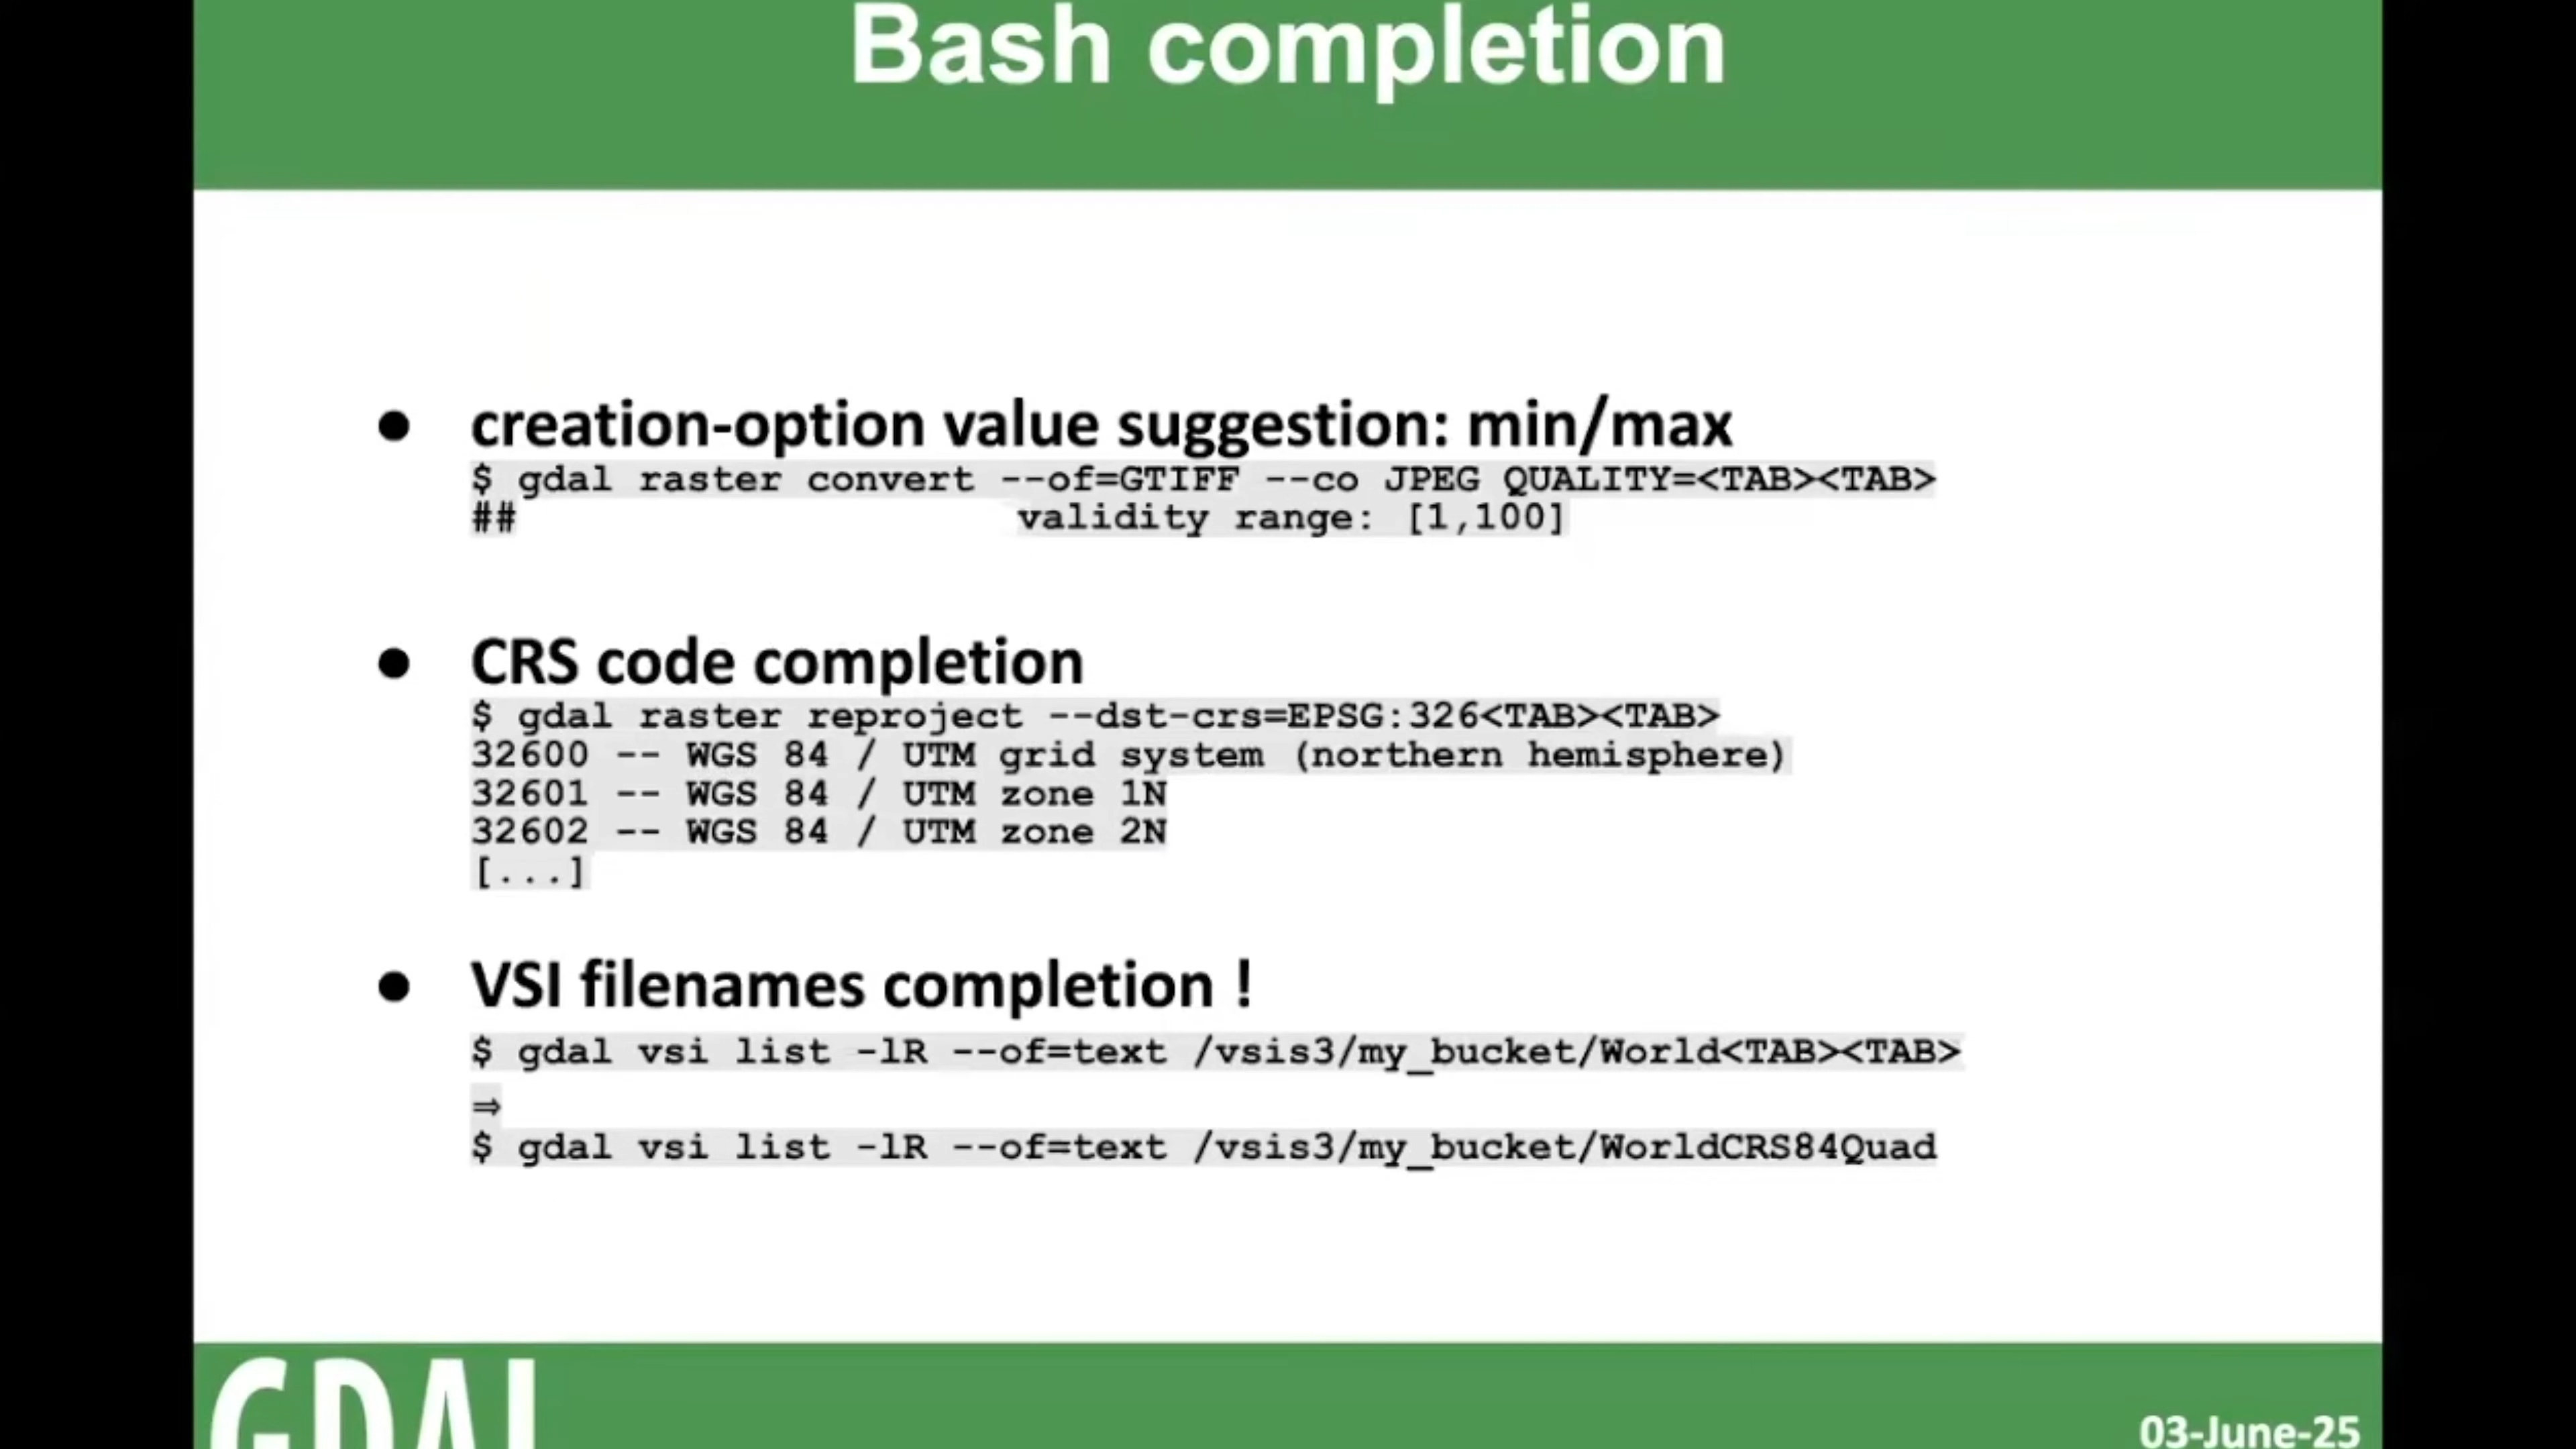 Bash completion
● creation-option value suggestion: min/max
$ gdal raster convert --of=GTIFF --co JPEG QUALITY=<TAB><TAB>
## validity range: [1,100]
● CRS code completion
$ gdal raster reproject --dst-crs=EPSG:326<TAB><TAB>
32600 -- WGS 84 / UTM grid system (northern hemisphere)
32601 -- WGS 84 / UTM zone 1N
32602 -- WGS 84 / UTM zone 2N
[...]
● VSI filenames completion !
$ gdal vsi list -lR --of=text /vsis3/my_bucket/World<TAB><TAB>
⇒
$ gdal vsi list -lR --of=text /vsis3/my_bucket/WorldCRS84Quad
GDAL
03-June-25